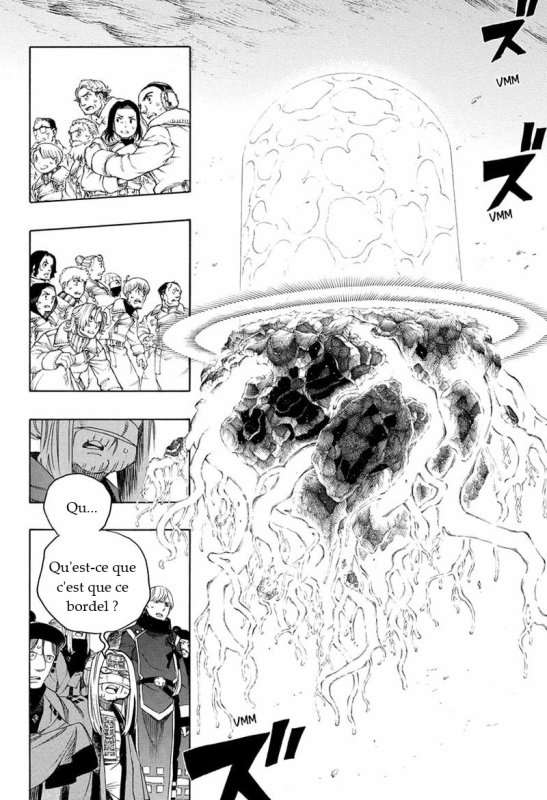 ズ
VMM
ズ
VMM
Qu...
Qu'est-ce que
c'est que ce
bordel ?
VMM
ズ